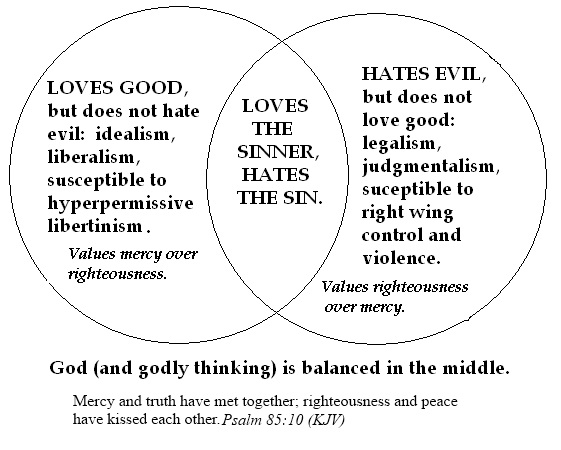 LOVES GOOD,
but does not hate
evil: idealism,
liberalism,
susceptible to
hyperpermissive
libertinism.
Values mercy over
righteousness.
LOVES
THE
SINNER,
HATES
THE SIN.
HATES EVIL,
but does not
love good:
legalism,
judgmentalism,
suceptible to
right wing
control and
violence.
Values righteousness
over mercy.
God (and godly thinking) is balanced in the middle.
Mercy and truth have met together; righteousness and peace
have kissed each other. Psalm 85:10 (KJV)